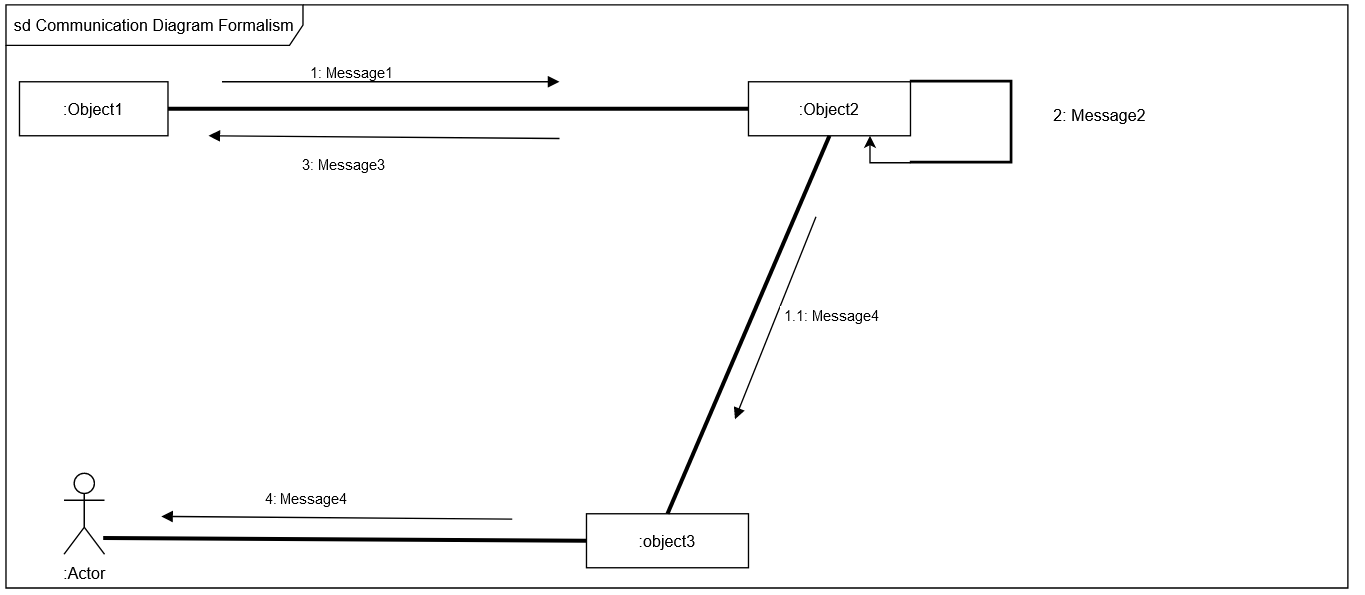 sd Communication Diagram Formalism
1: Message1
:Object1
:Object2
2: Message2
3: Message3
1.1: Message4
4: Message4
:object3
:Actor